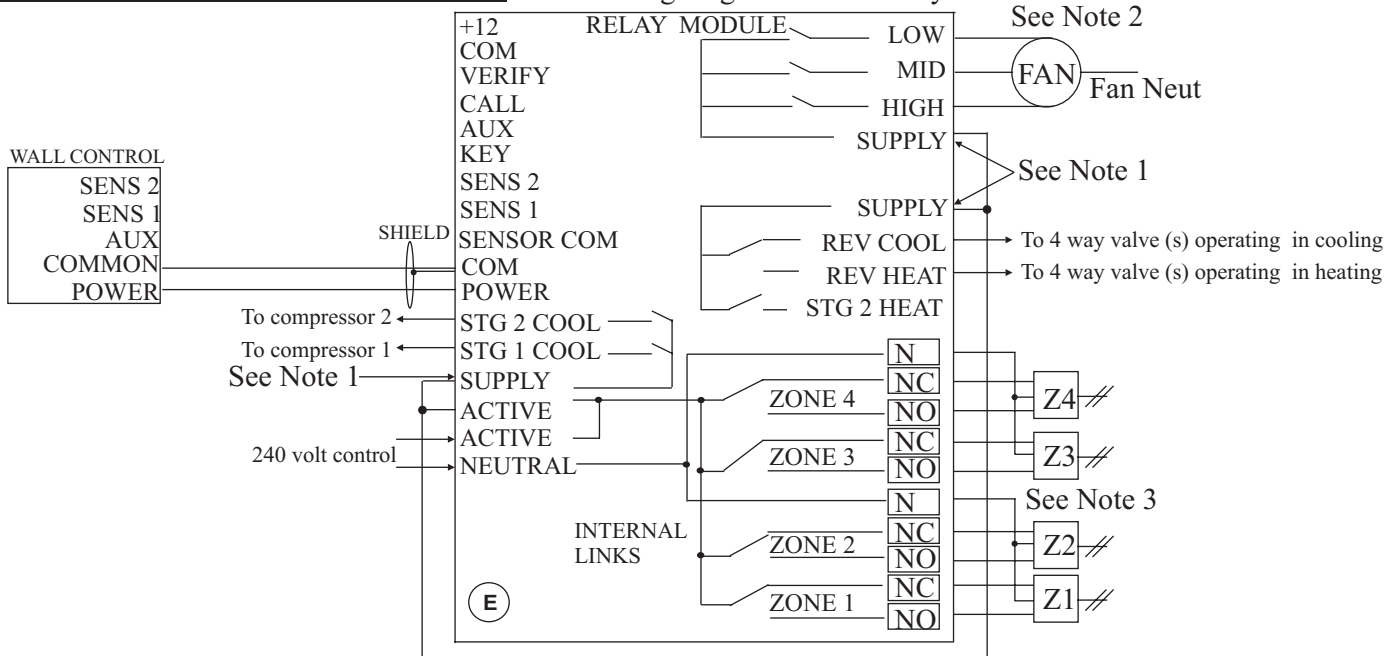 RELAY MODULE
See Note 2
+12
COM
VERIFY
CALL
AUX
KEY
SENS 2
SENS 1
SENSOR COM
COM
POWER
STG 2 COOL
STG 1 COOL
SUPPLY
ACTIVE
ACTIVE
NEUTRAL
LOW
MID
HIGH
SUPPLY
FAN
Fan Neut
See Note 1
SUPPLY
REV COOL
REV HEAT
STG 2 HEAT
To 4 way valve (s) operating in cooling
To 4 way valve (s) operating in heating
WALL CONTROL
SENS 2
SENS 1
AUX
COMMON
POWER
SHIELD
To compressor 2
To compressor 1
See Note 1
240 volt control
N
NC
ZONE 4
NO
NC
ZONE 3
NO
N
NC
ZONE 2
NO
NC
ZONE 1
NO
Z4
Z3
See Note 3
Z2
Z1
INTERNAL
LINKS
E